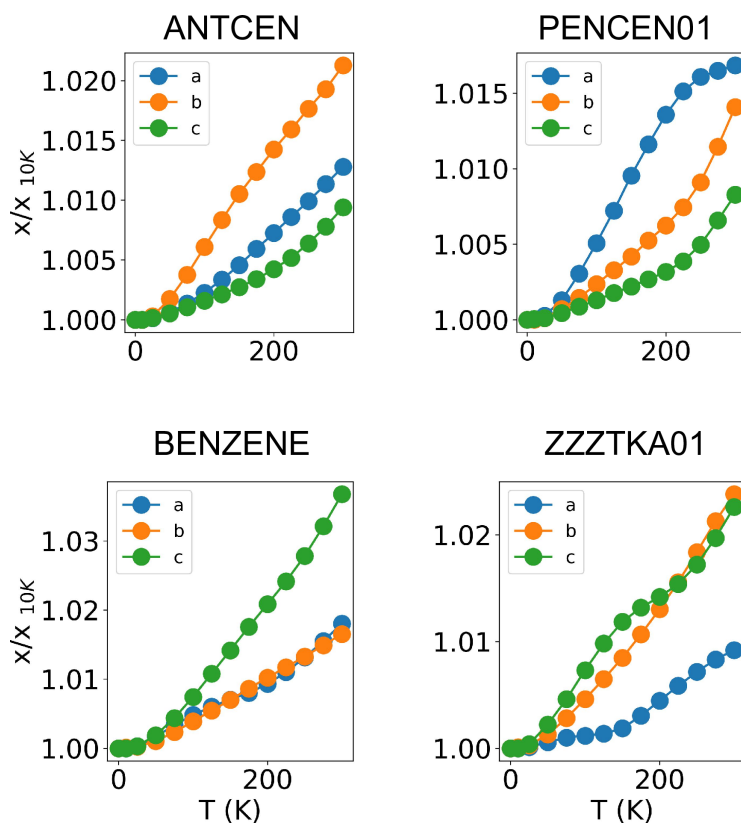 ANTCEN
x/x 10K
1.020
1.015
1.010
1.005
1.000
a
b
c
0
200
PENCEN01
1.015
1.010
1.005
1.000
a
b
c
0
200
BENZENE
x/x 10K
1.03
1.02
1.01
1.00
a
b
c
0
200
T (K)
ZZZTKA01
1.02
1.01
1.00
a
b
c
0
200
T (K)